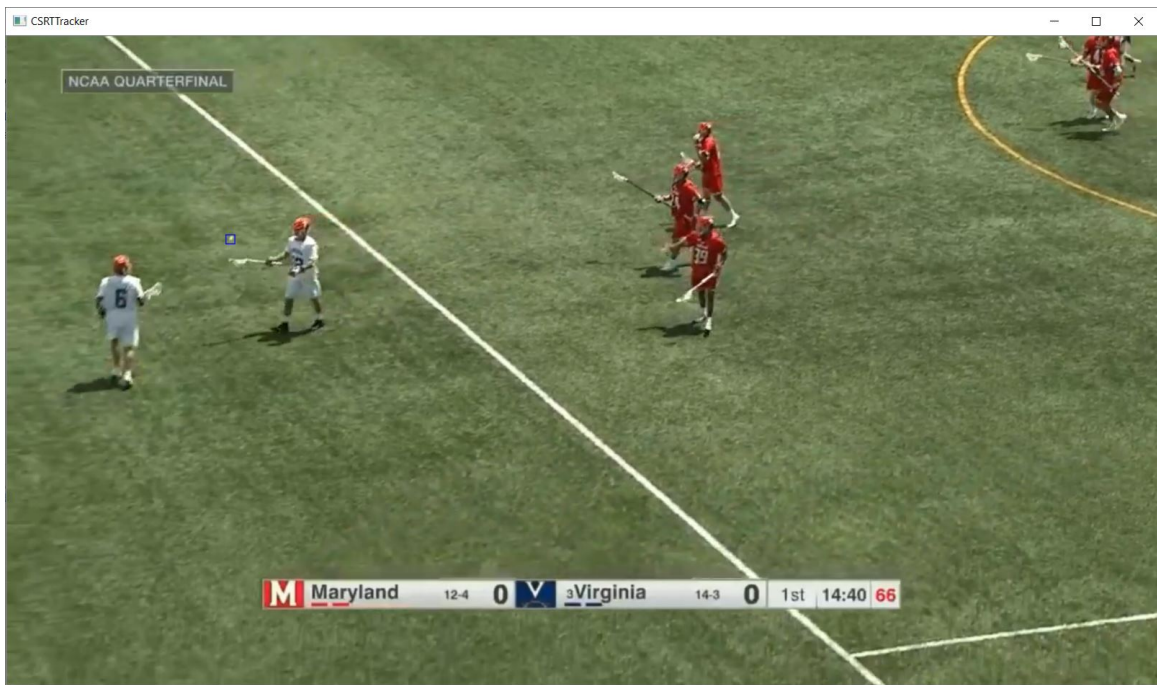 CSRTTracker
NCAA QUARTERFINAL
6
39
M Maryland 12-4 0 V 3Virginia 14-3 0 1st 14:40 66